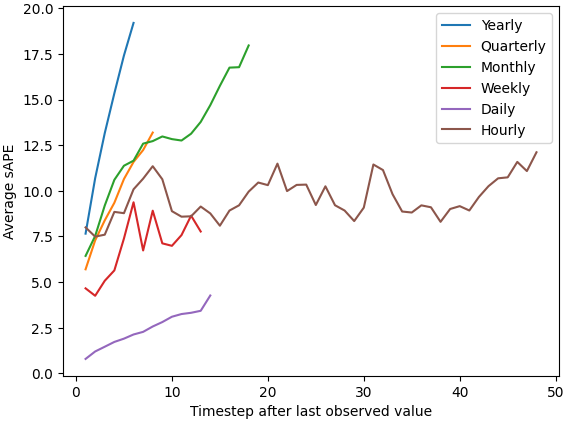 20.0
17.5
15.0
12.5
10.0
7.5
5.0
2.5
0.0
Average sAPE
Yearly
Quarterly
Monthly
Weekly
Daily
Hourly
0 10 20 30 40 50
Timestep after last observed value